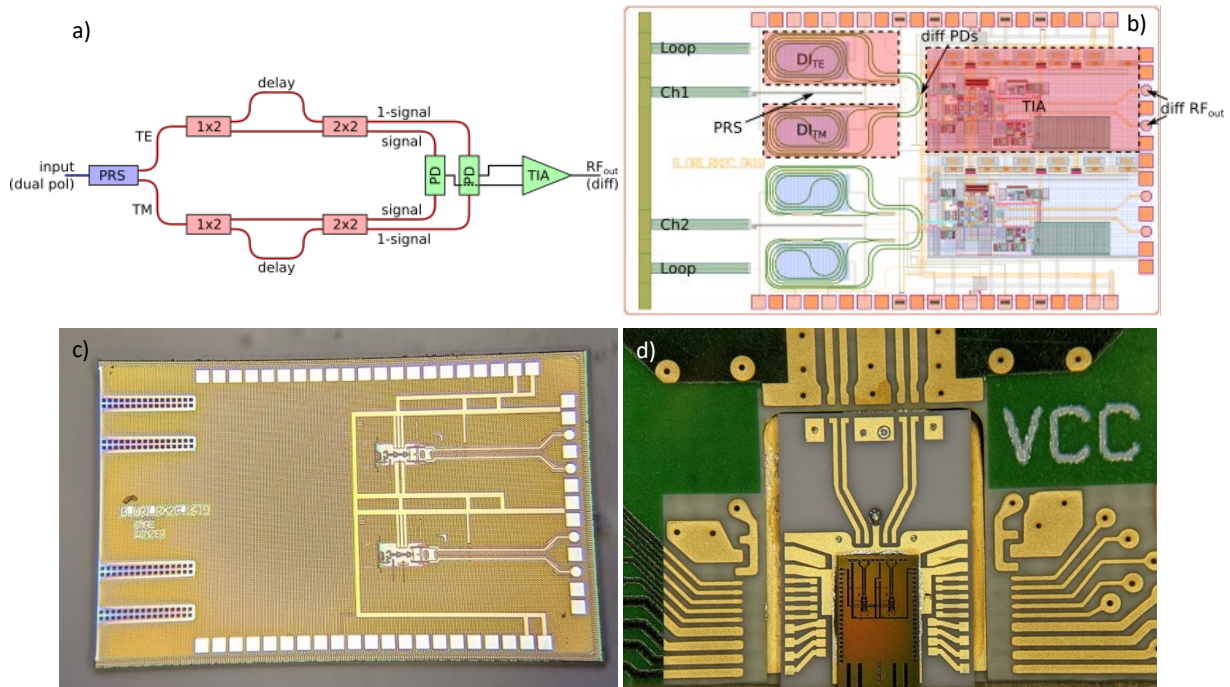 a)
delay
1x2
2x2
1-signal
signal
TE
input
(dual pol)
PRS
TM
PD
PD
TIA
RFout
(diff)
1x2
2x2
signal
1-signal
delay
b)
diff PDs
Loop
DITE
Ch1
PRS
DITM
TIA
diff RFout
Ch2
Loop
c)
d)
VCC